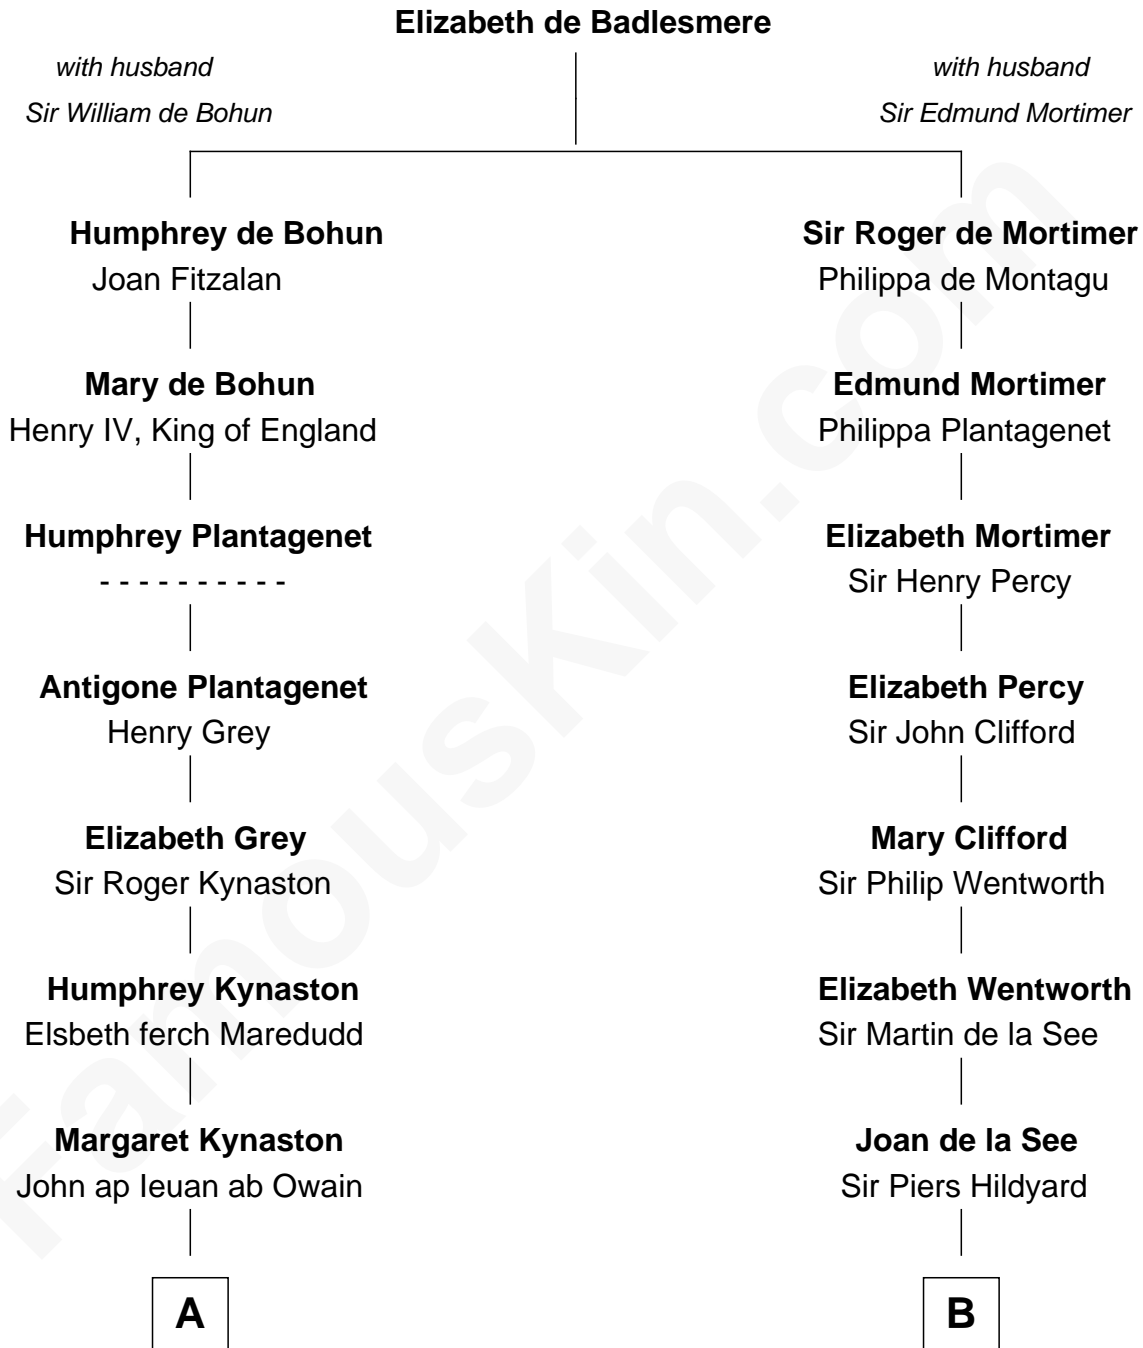 Elizabeth de Badlesmere
with husband
Sir William de Bohun
with husband
Sir Edmund Mortimer
Humphrey de Bohun
Joan Fitzalan
Sir Roger de Mortimer
Philippa de Montagu
Mary de Bohun
Henry IV, King of England
Edmund Mortimer
Philippa Plantagenet
Humphrey Plantagenet
- - - - - - - - - -
Elizabeth Mortimer
Sir Henry Percy
Antigone Plantagenet
Henry Grey
Elizabeth Percy
Sir John Clifford
Elizabeth Grey
Sir Roger Kynaston
Mary Clifford
Sir Philip Wentworth
Humphrey Kynaston
Elsbeth ferch Maredudd
Elizabeth Wentworth
Sir Martin de la See
Margaret Kynaston
John ap Ieuan ab Owain
Joan de la See
Sir Piers Hildyard
A
B
FamousKin.com